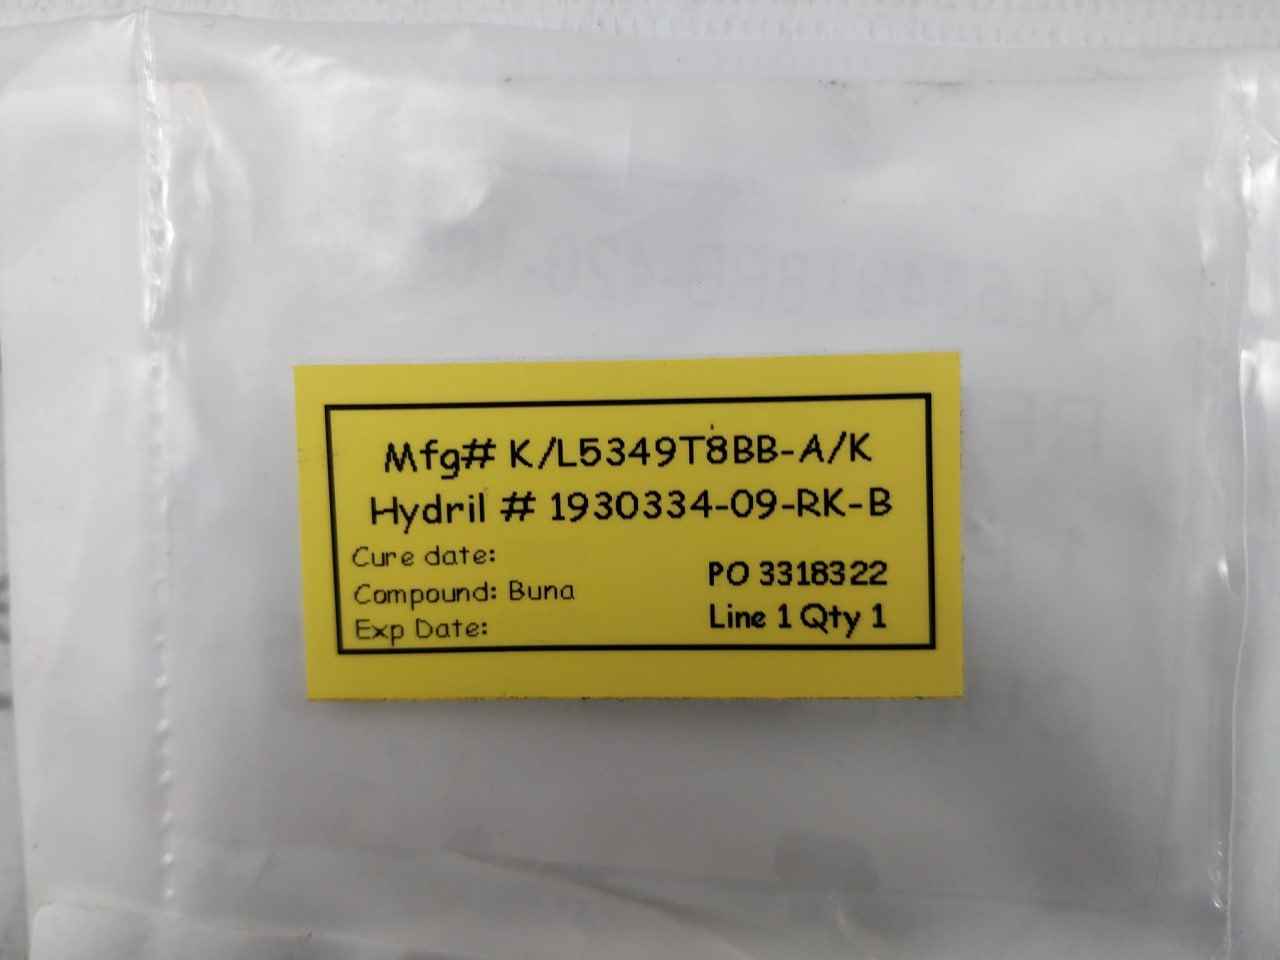 Mfg# K/L5349T8BB-A/K
Hydril # 1930334-09-RK-B
Cure date:
Compound: Buna
Exp Date:
PO 3318322
Line 1 Qty 1